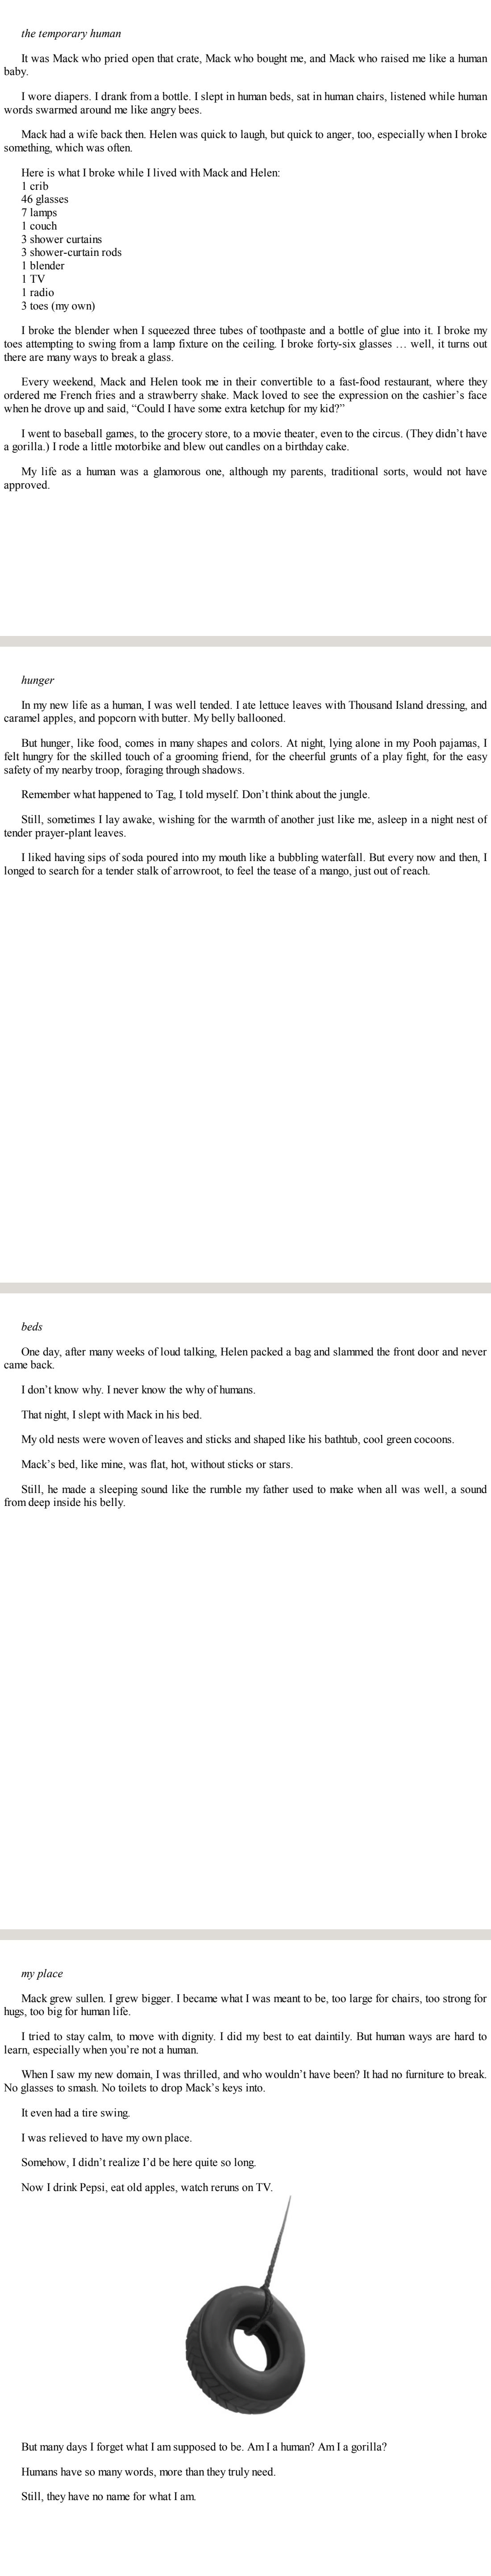 the temporary human
It was Mack who pried open that crate, Mack who bought me, and Mack who raised me like a human
baby.
I wore diapers. I drank from a bottle. I slept in human beds, sat in human chairs, listened while human
words swarmed around me like angry bees.
Mack had a wife back then. Helen was quick to laugh, but quick to anger, too, especially when I broke
something, which was often.
Here is what I broke while I lived with Mack and Helen:
1 crib
46 glasses
7 lamps
1 couch
3 shower curtains
3 shower-curtain rods
1 blender
1 TV
1 radio
3 toes (my own)
I broke the blender when I squeezed three tubes of toothpaste and a bottle of glue into it. I broke my
toes attempting to swing from a lamp fixture on the ceiling. I broke forty-six glasses … well, it turns out
there are many ways to break a glass.
Every weekend, Mack and Helen took me in their convertible to a fast-food restaurant, where they
ordered me French fries and a strawberry shake. Mack loved to see the expression on the cashier’s face
when he drove up and said, “Could I have some extra ketchup for my kid?”
I went to baseball games, to the grocery store, to a movie theater, even to the circus. (They didn’t have
a gorilla.) I rode a little motorbike and blew out candles on a birthday cake.
My life as a human was a glamorous one, although my parents, traditional sorts, would not have
approved.
hunger
In my new life as a human, I was well tended. I ate lettuce leaves with Thousand Island dressing, and
caramel apples, and popcorn with butter. My belly ballooned.
But hunger, like food, comes in many shapes and colors. At night, lying alone in my Pooh pajamas, I
felt hungry for the skilled touch of a grooming friend, for the cheerful grunts of a play fight, for the easy
safety of my nearby troop, foraging through shadows.
Remember what happened to Tag, I told myself. Don’t think about the jungle.
Still, sometimes I lay awake, wishing for the warmth of another just like me, asleep in a night nest of
tender prayer-plant leaves.
I liked having sips of soda poured into my mouth like a bubbling waterfall. But every now and then, I
longed to search for a tender stalk of arrowroot, to feel the tease of a mango, just out of reach.
beds
One day, after many weeks of loud talking, Helen packed a bag and slammed the front door and never
came back.
I don’t know why. I never know the why of humans.
That night, I slept with Mack in his bed.
My old nests were woven of leaves and sticks and shaped like his bathtub, cool green cocoons.
Mack’s bed, like mine, was flat, hot, without sticks or stars.
Still, he made a sleeping sound like the rumble my father used to make when all was well, a sound
from deep inside his belly.
my place
Mack grew sullen. I grew bigger. I became what I was meant to be, too large for chairs, too strong for
hugs, too big for human life.
I tried to stay calm, to move with dignity. I did my best to eat daintily. But human ways are hard to
learn, especially when you’re not a human.
When I saw my new domain, I was thrilled, and who wouldn’t have been? It had no furniture to break.
No glasses to smash. No toilets to drop Mack’s keys into.
It even had a tire swing.
I was relieved to have my own place.
Somehow, I didn’t realize I’d be here quite so long.
Now I drink Pepsi, eat old apples, watch reruns on TV.
But many days I forget what I am supposed to be. Am I a human? Am I a gorilla?
Humans have so many words, more than they truly need.
Still, they have no name for what I am.